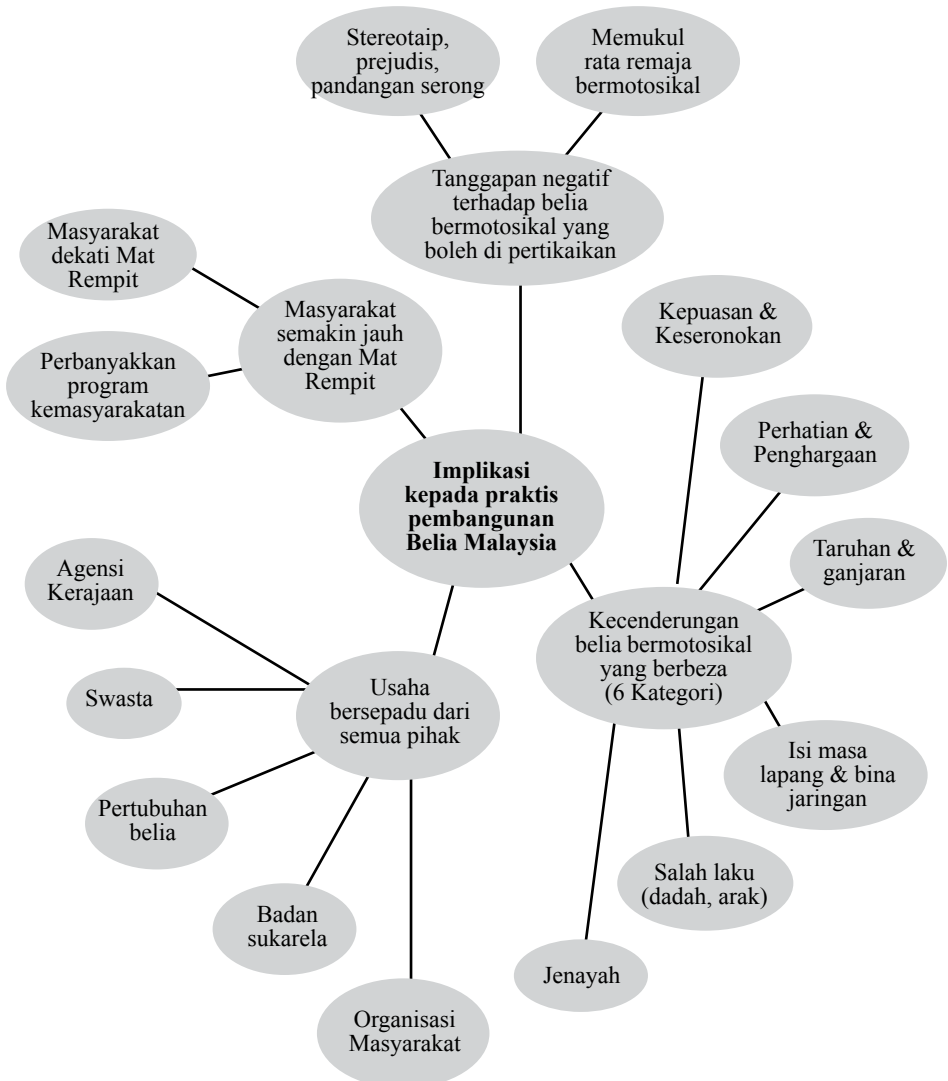 Stereotaip,
prejudis,
pandangan serong
Memukul
rata remaja
bermotosikal
Tanggapan negatif
terhadap belia
bermotosikal yang
boleh di pertikaikan
Masyarakat
dekati Mat
Rempit
Masyarakat
semakin jauh
dengan Mat
Rempit
Perbanyakkan
program
kemasyarakatan
Kepuasan &
Keseronokan
Perhatian &
Penghargaan
Implikasi
kepada praktis
pembangunan
Belia Malaysia
Taruhan &
ganjaran
Agensi
Kerajaan
Kecenderungan
belia bermotosikal
yang berbeza
(6 Kategori)
Swasta
Usaha
bersepadu dari
semua pihak
Isi masa
lapang & bina
jaringan
Pertubuhan
belia
Salah laku
(dadah, arak)
Badan
sukarela
Jenayah
Organisasi
Masyarakat